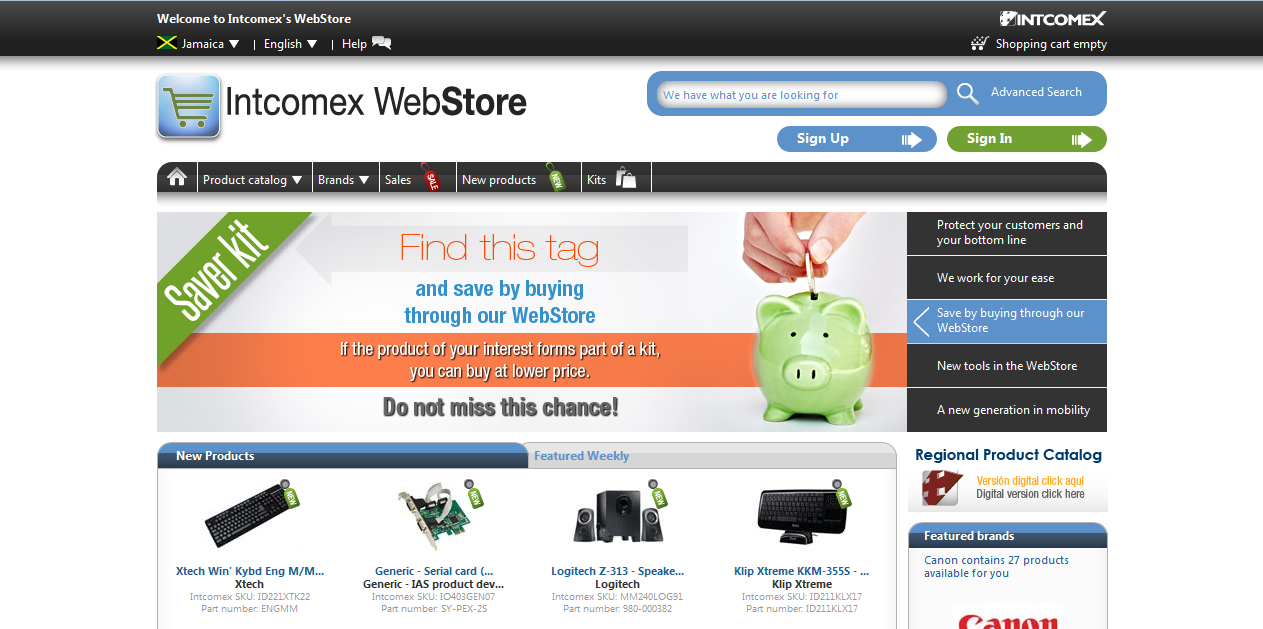 Welcome to Intcomex's WebStore
INTCOMEX
Jamaica ▼ | English ▼ | Help
Shopping cart empty
Intcomex WebStore
We have what you are looking for
Advanced Search
Sign Up
Sign In
Product catalog ▼
Brands ▼
Sales
SALE
New products
NEW
Kits
Saver kit
Find this tag
and save by buying
through our WebStore
If the product of your interest forms part of a kit,
you can buy at lower price.
Do not miss this chance!
Protect your customers and
your bottom line
We work for your ease
Save by buying through our
WebStore
New tools in the WebStore
A new generation in mobility
New Products
Featured Weekly
NEW
NEW
NEW
NEW
Xtech Win' Kybd Eng M/M...
Xtech
Intcomex SKU: ID221XTK22
Part number: ENGMM
Generic - Serial card (...
Generic - IAS product dev...
Intcomex SKU: IO403GEN07
Part number: SY-PEX-2S
Logitech Z-313 - Speake...
Logitech
Intcomex SKU: MM240LOG91
Part number: 980-000382
Klip Xtreme KKM-355S - ...
Klip Xtreme
Intcomex SKU: ID211KLX17
Part number: ID211KLX17
Regional Product Catalog
Versión digital click aquí
Digital version click here
Featured brands
Canon contains 27 products
available for you
Canon